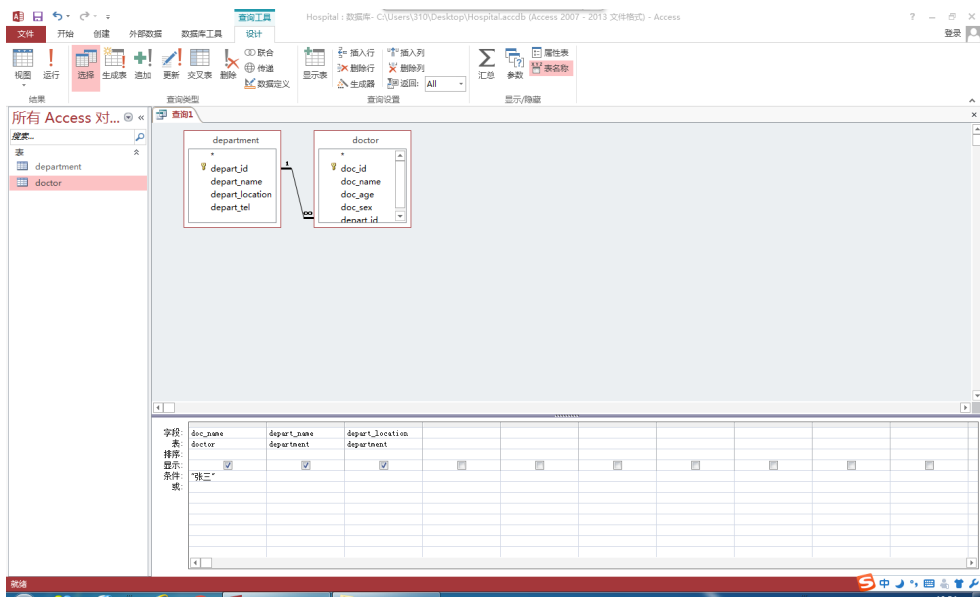 查询工具
Hospital : 数据库- C:\Users\310\Desktop\Hospital.accdb (Access 2007 - 2013 文件格式) - Access
文件 开始 创建 外部数据 数据库工具 设计 登录
视图 运行 选择 生成表 追加 更新 交叉表 删除 联合 传递 数据定义 显示表 插入行 删除行 生成器 插入列 删除列 返回: All 汇总 参数 属性表 表名称
结果 查询类型 查询设置 显示/隐藏
所有 Access 对...
搜索...
表
department
doctor
查询1
department
*
depart_id
depart_name
depart_location
depart_tel
1
∞
doctor
*
doc_id
doc_name
doc_age
doc_sex
depart_id
字段: doc_name depart_name depart_location
表: doctor department department
排序:
显示:
条件: "张三"
或:
就绪
中